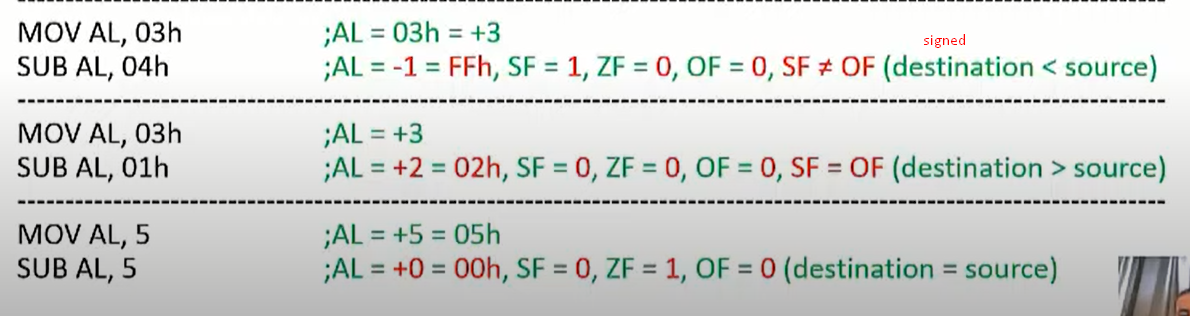 MOV AL, 03h ;AL = 03h = +3
signed
SUB AL, 04h ;AL = -1 = FFh, SF = 1, ZF = 0, OF = 0, SF ≠ OF (destination < source)
MOV AL, 03h ;AL = +3
SUB AL, 01h ;AL = +2 = 02h, SF = 0, ZF = 0, OF = 0, SF = OF (destination > source)
MOV AL, 5 ;AL = +5 = 05h
SUB AL, 5 ;AL = +0 = 00h, SF = 0, ZF = 1, OF = 0 (destination = source)